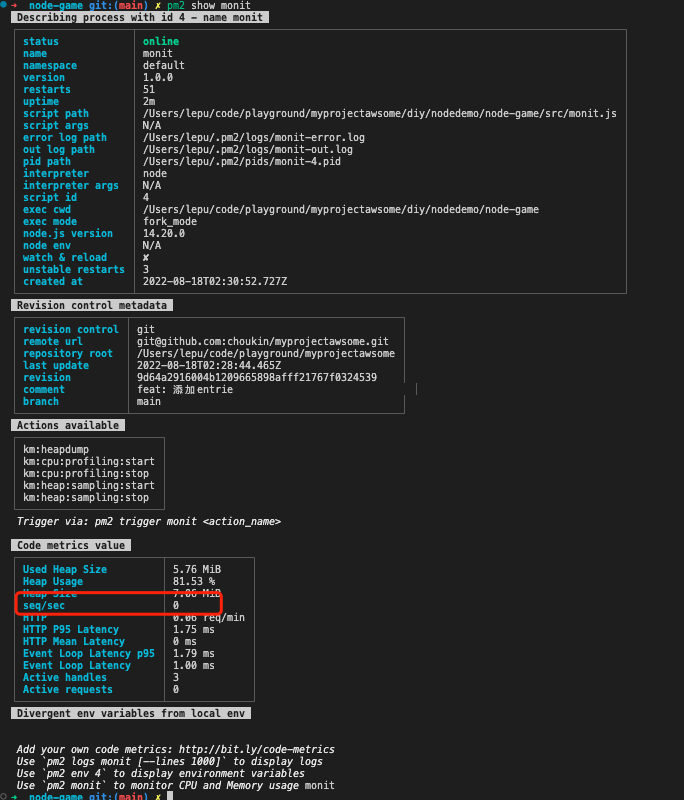 → node-game git:(main) ✗ pm2 show monit
Describing process with id 4 - name monit
status online
name monit
namespace default
version 1.0.0
restarts 51
uptime 2m
script path /Users/lepu/code/playground/myprojectawsome/diy/nodedemo/node-game/src/monit.js
script args N/A
error log path /Users/lepu/.pm2/logs/monit-error.log
out log path /Users/lepu/.pm2/logs/monit-out.log
pid path /Users/lepu/.pm2/pids/monit-4.pid
interpreter node
interpreter args N/A
script id 4
exec cwd /Users/lepu/code/playground/myprojectawsome/diy/nodedemo/node-game
exec mode fork_mode
node.js version 14.20.0
node env N/A
watch & reload ✘
unstable restarts 3
created at 2022-08-18T02:30:52.727Z
Revision control metadata
revision control git
remote url git@github.com:choukin/myprojectawsome.git
repository root /Users/lepu/code/playground/myprojectawsome
last update 2022-08-18T02:28:44.465Z
revision 9d64a2916004b1209665898afff21767f0324539
comment feat: 添加entrie
branch main
Actions available
km:heapdump
km:cpu:profiling:start
km:cpu:profiling:stop
km:heap:sampling:start
km:heap:sampling:stop
Trigger via: pm2 trigger monit <action_name>
Code metrics value
Used Heap Size 5.76 MiB
Heap Usage 81.53 %
Heap Size 7.06 MiB
seq/sec 0
HTTP 0.06 req/min
HTTP P95 Latency 1.75 ms
HTTP Mean Latency 0 ms
Event Loop Latency p95 1.79 ms
Event Loop Latency 1.00 ms
Active handles 3
Active requests 0
Divergent env variables from local env
Add your own code metrics: http://bit.ly/code-metrics
Use `pm2 logs monit [--lines 1000]` to display logs
Use `pm2 env 4` to display environment variables
Use `pm2 monit` to monitor CPU and Memory usage monit
→ node-game git:(main) ✗